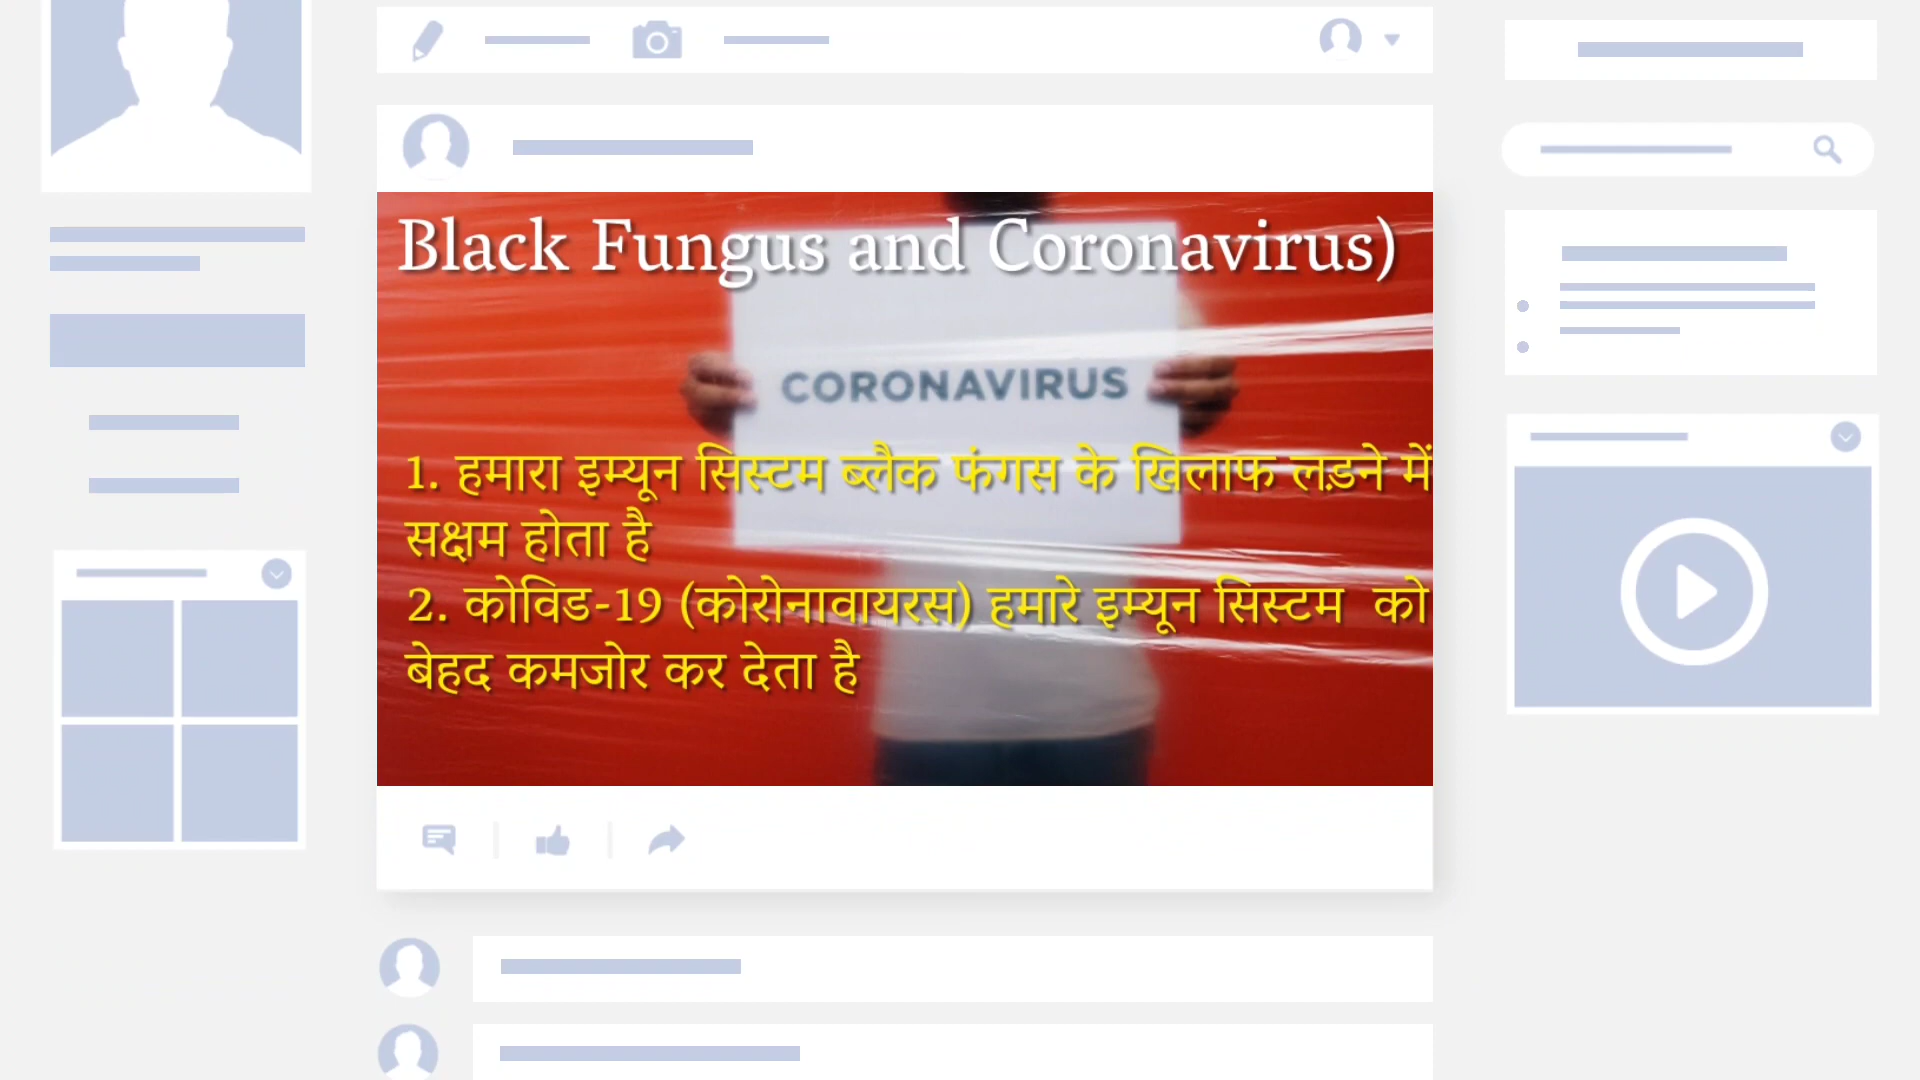 Black Fungus and Coronavirus)
CORONAVIRUS
1. हमारा इम्यून सिस्टम ब्लैक फंगस के खिलाफ लड़ने में
सक्षम होता है
2. कोविड-19 (कोरोनावायरस) हमारे इम्यून सिस्टम को
बेहद कमजोर कर देता है